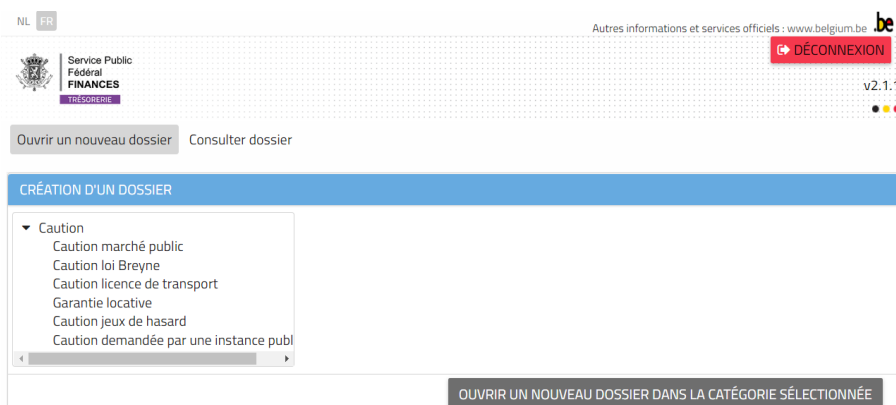 NL FR
Autres informations et services officiels : www.belgium.be .be
DÉCONNEXION
Service Public
Fédéral
FINANCES
TRÉSORERIE
v2.1.1
Ouvrir un nouveau dossier Consulter dossier
CRÉATION D'UN DOSSIER
Caution
Caution marché public
Caution loi Breyne
Caution licence de transport
Garantie locative
Caution jeux de hasard
Caution demandée par une instance publ
OUVRIR UN NOUVEAU DOSSIER DANS LA CATÉGORIE SÉLECTIONNÉE